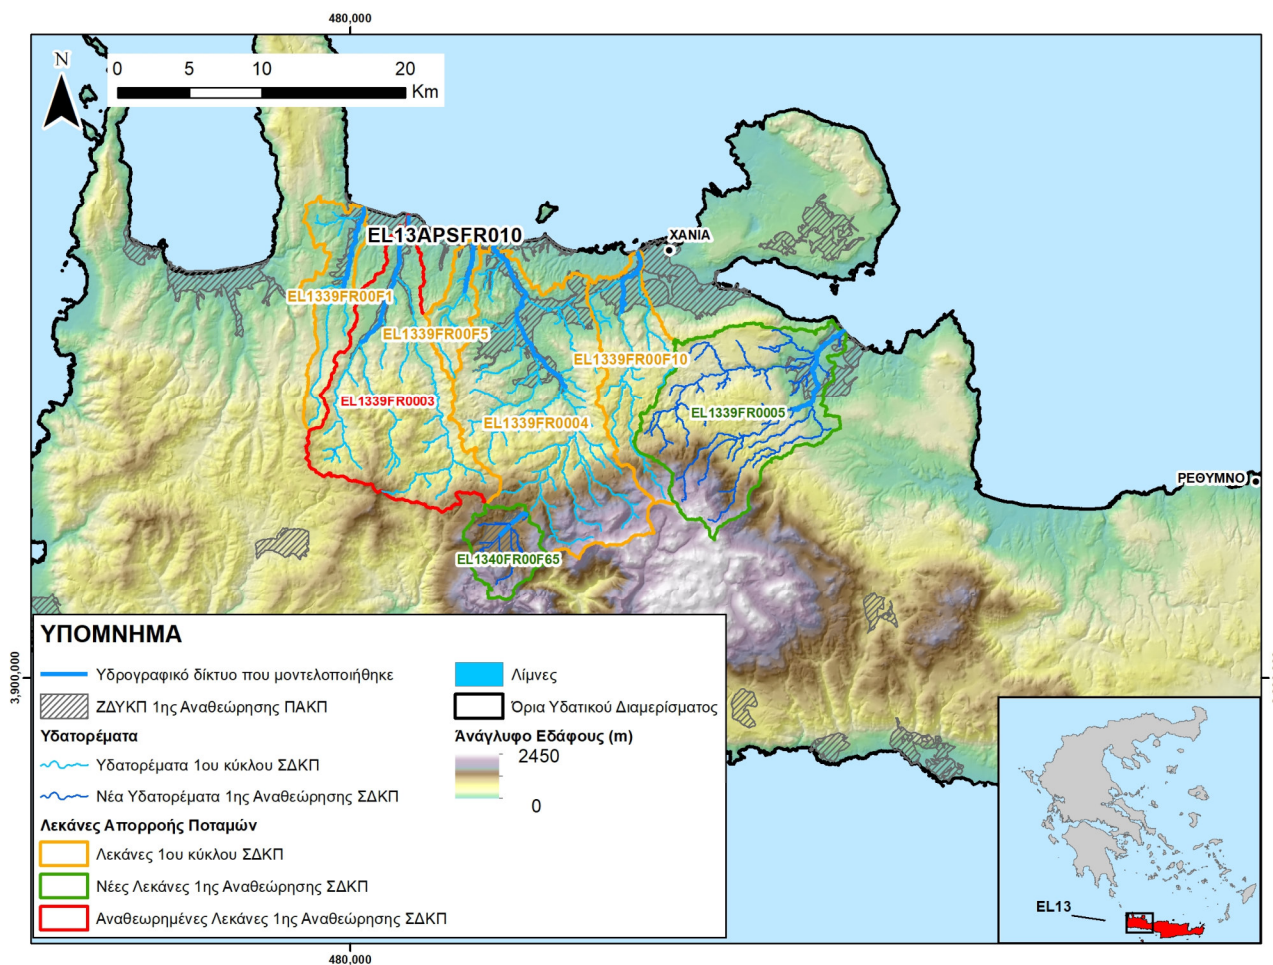 480,000
N
0 5 10 20
Km
EL13APSFR010
ΧΑΝΙΑ
EL1339FR00F1
EL1339FR00F5
EL1339FR00F10
EL1339FR0003
EL1339FR0005
EL1339FR0004
ΡΕΘΥΜΝΟ
EL1340FR00F65
3,900,000
ΥΠΟΜΝΗΜΑ
Υδρογραφικό δίκτυο που μοντελοποιήθηκε
ΖΔΥΚΠ 1ης Αναθεώρησης ΠΑΚΠ
Υδατορέματα
Υδατορέματα 1ου κύκλου ΣΔΚΠ
Νέα Υδατορέματα 1ης Αναθεώρησης ΣΔΚΠ
Λεκάνες Απορροής Ποταμών
Λεκάνες 1ου κύκλου ΣΔΚΠ
Νέες Λεκάνες 1ης Αναθεώρησης ΣΔΚΠ
Αναθεωρημένες Λεκάνες 1ης Αναθεώρησης ΣΔΚΠ
Λίμνες
Όρια Υδατικού Διαμερίσματος
Άνάγλυφο Εδάφους (m)
2450
0
EL13
480,000